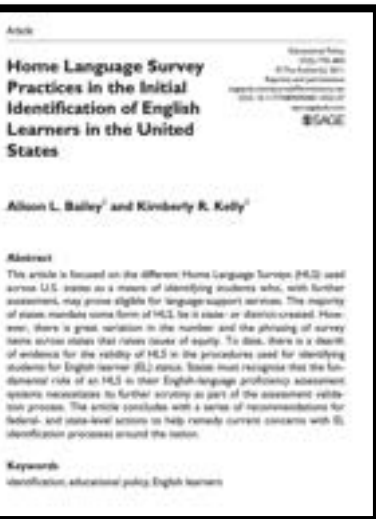 Article
Home Language Survey
Practices in the Initial
Identification of English
Learners in the United
States
Educational Policy
SAGE
Alison L. Bailey¹ and Kimberly R. Kelly¹
Abstract
This article is focused on the different Home Language Surveys (HLS) used
across U.S. states as a means of identifying students who, with further
assessment, may prove eligible for language-support services. The majority
of states mandate some form of HLS, be it state- or district-created. How-
ever, there is great variation in the number and the phrasing of survey
items across states that raises issues of equity. To date, there is a dearth
of evidence for the validity of HLS in the procedures used for identifying
students for English learner (EL) status. States must recognize that the fun-
damental role of an HLS in their English-language proficiency assessment
systems necessitates its further scrutiny as part of the assessment valida-
tion process. The article concludes with a series of recommendations for
federal- and state-level actions to help remedy current concerns with EL
identification processes around the nation.
Keywords
identification, educational policy, English learners